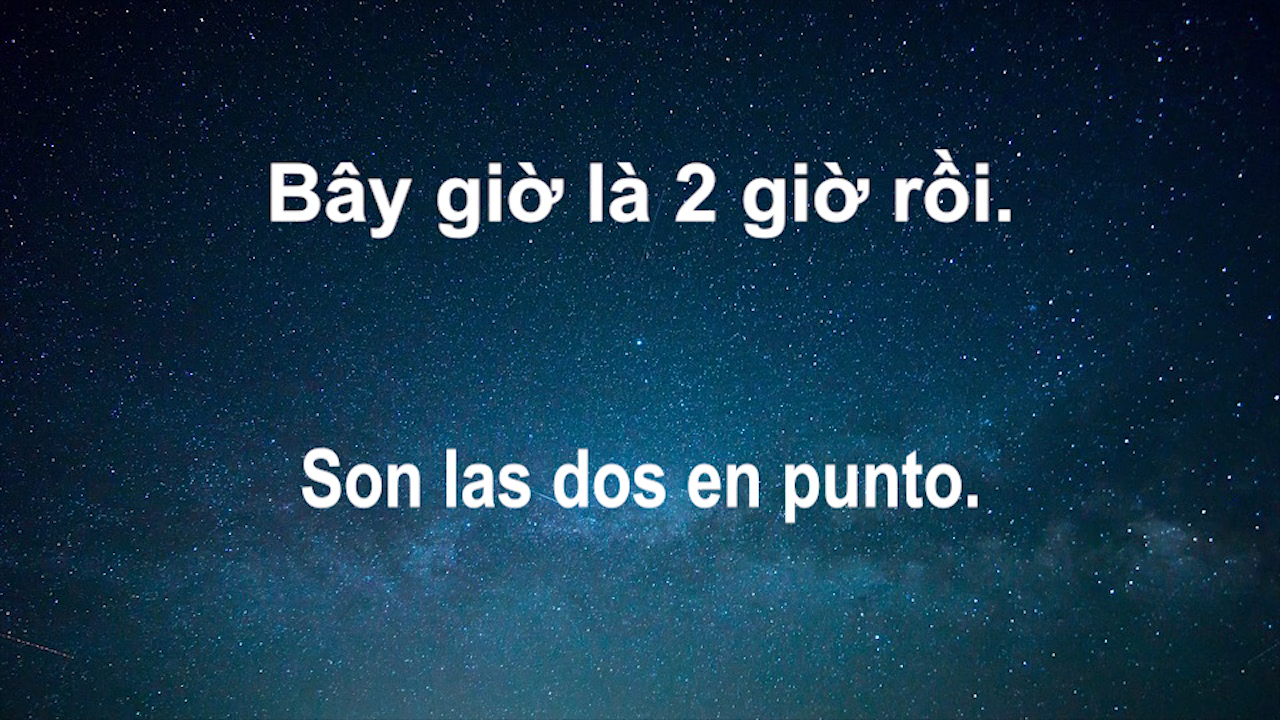 Bây giờ là 2 giờ rồi.
Son las dos en punto.